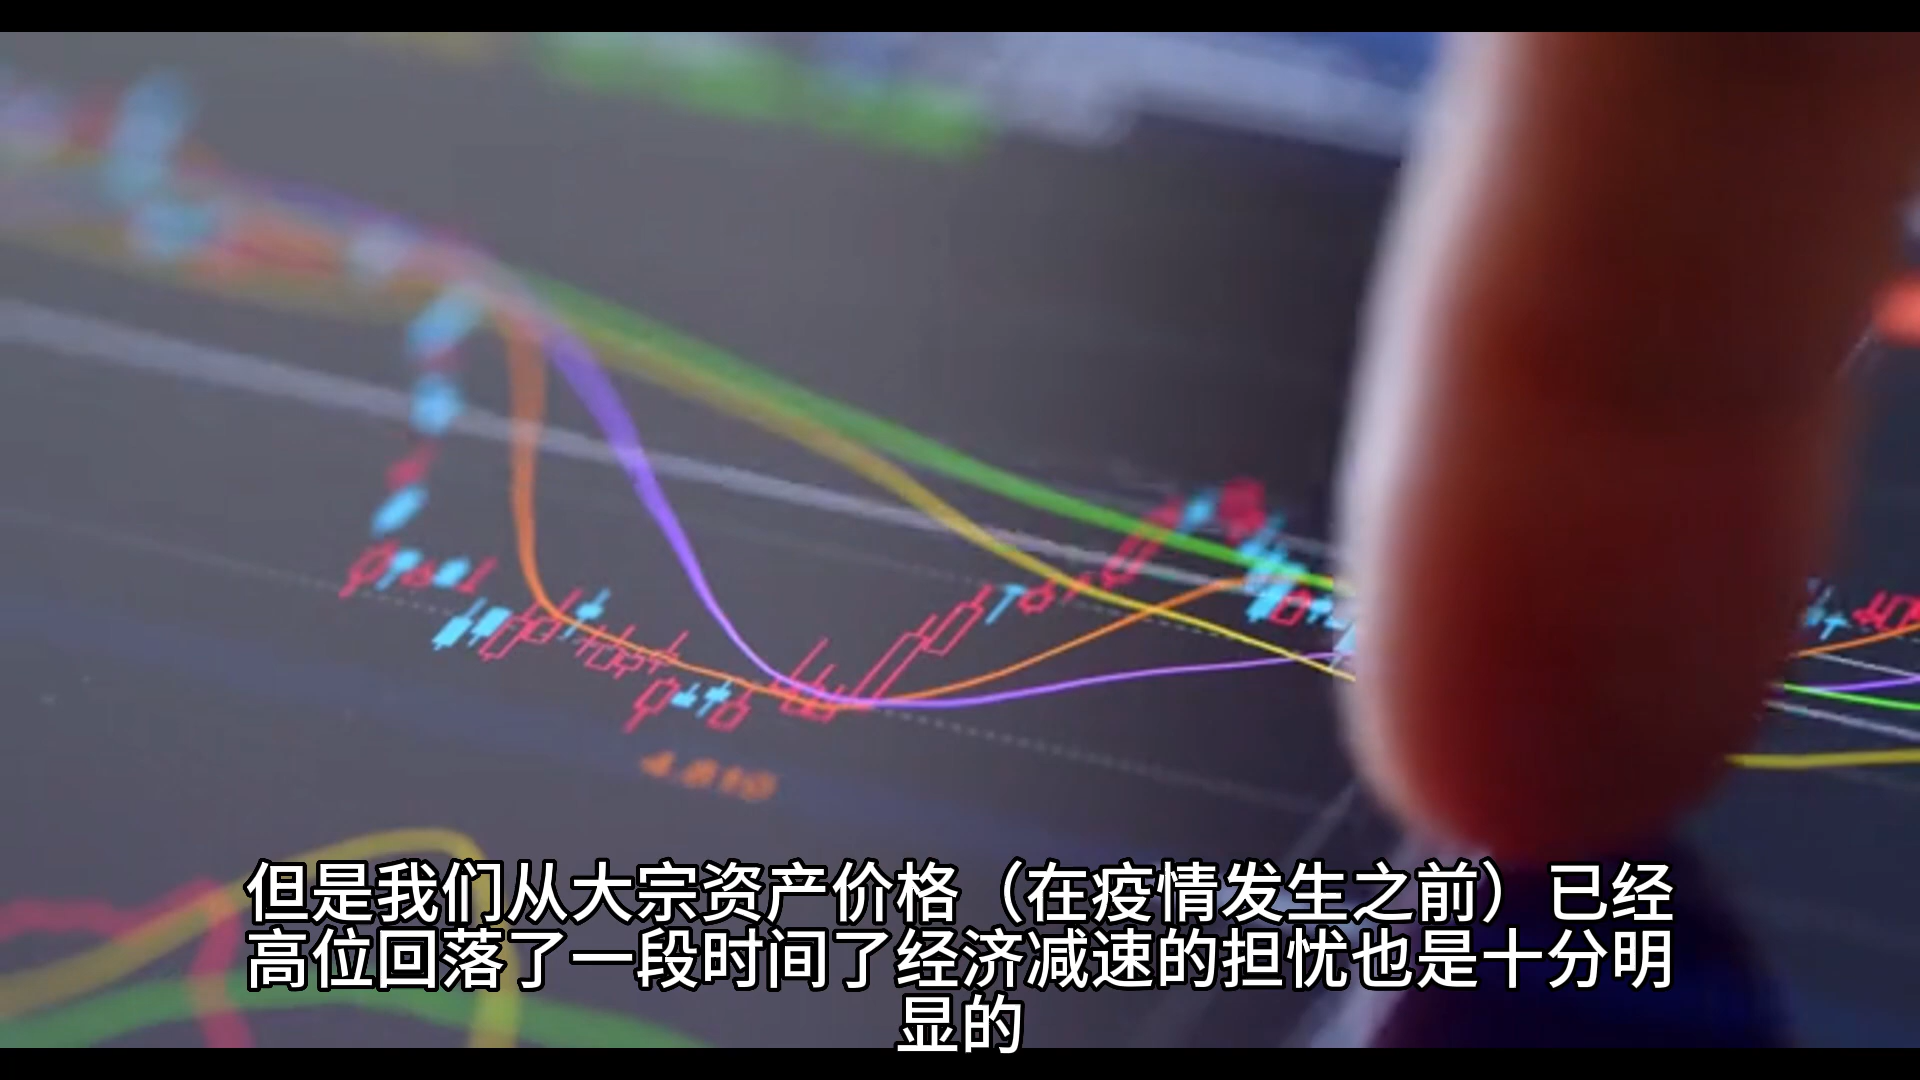 4.810
但是我们从大宗资产价格（在疫情发生之前）已经
高位回落了一段时间了经济减速的担忧也是十分明
显的